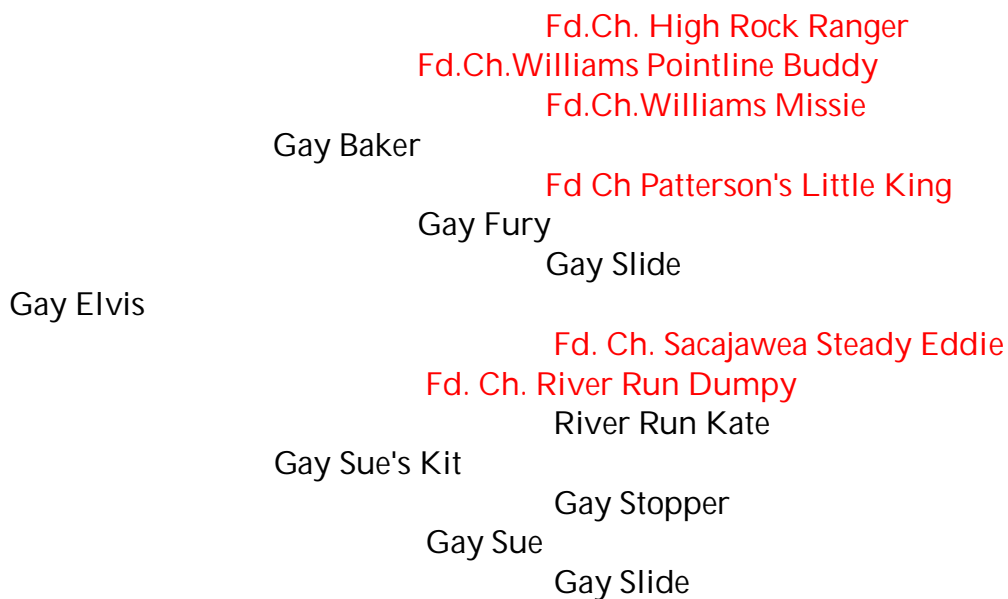 Fd.Ch. High Rock Ranger
Fd.Ch.Williams Pointline Buddy
Fd.Ch.Williams Missie
Gay Baker
Fd Ch Patterson's Little King
Gay Fury
Gay Slide
Gay Elvis
Fd. Ch. Sacajawea Steady Eddie
Fd. Ch. River Run Dumpy
River Run Kate
Gay Sue's Kit
Gay Stopper
Gay Sue
Gay Slide